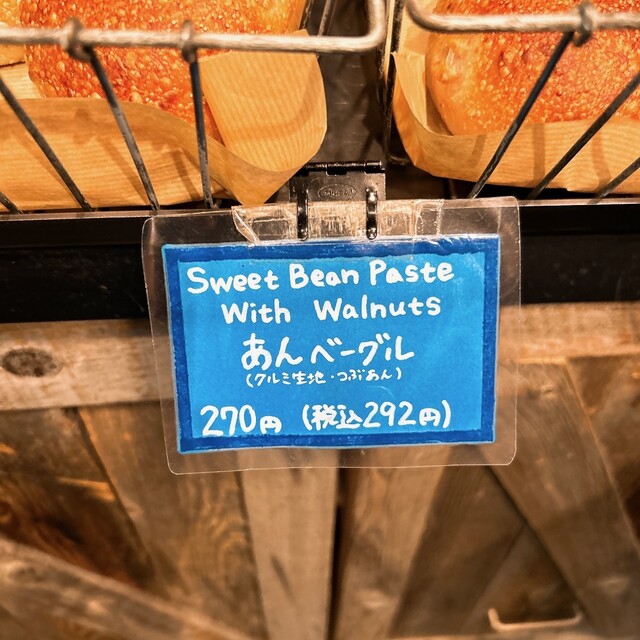 Sweet Bean Paste
With Walnuts
あんベーグル
(クルミ生地・つぶあん)
270円 (税込292円)